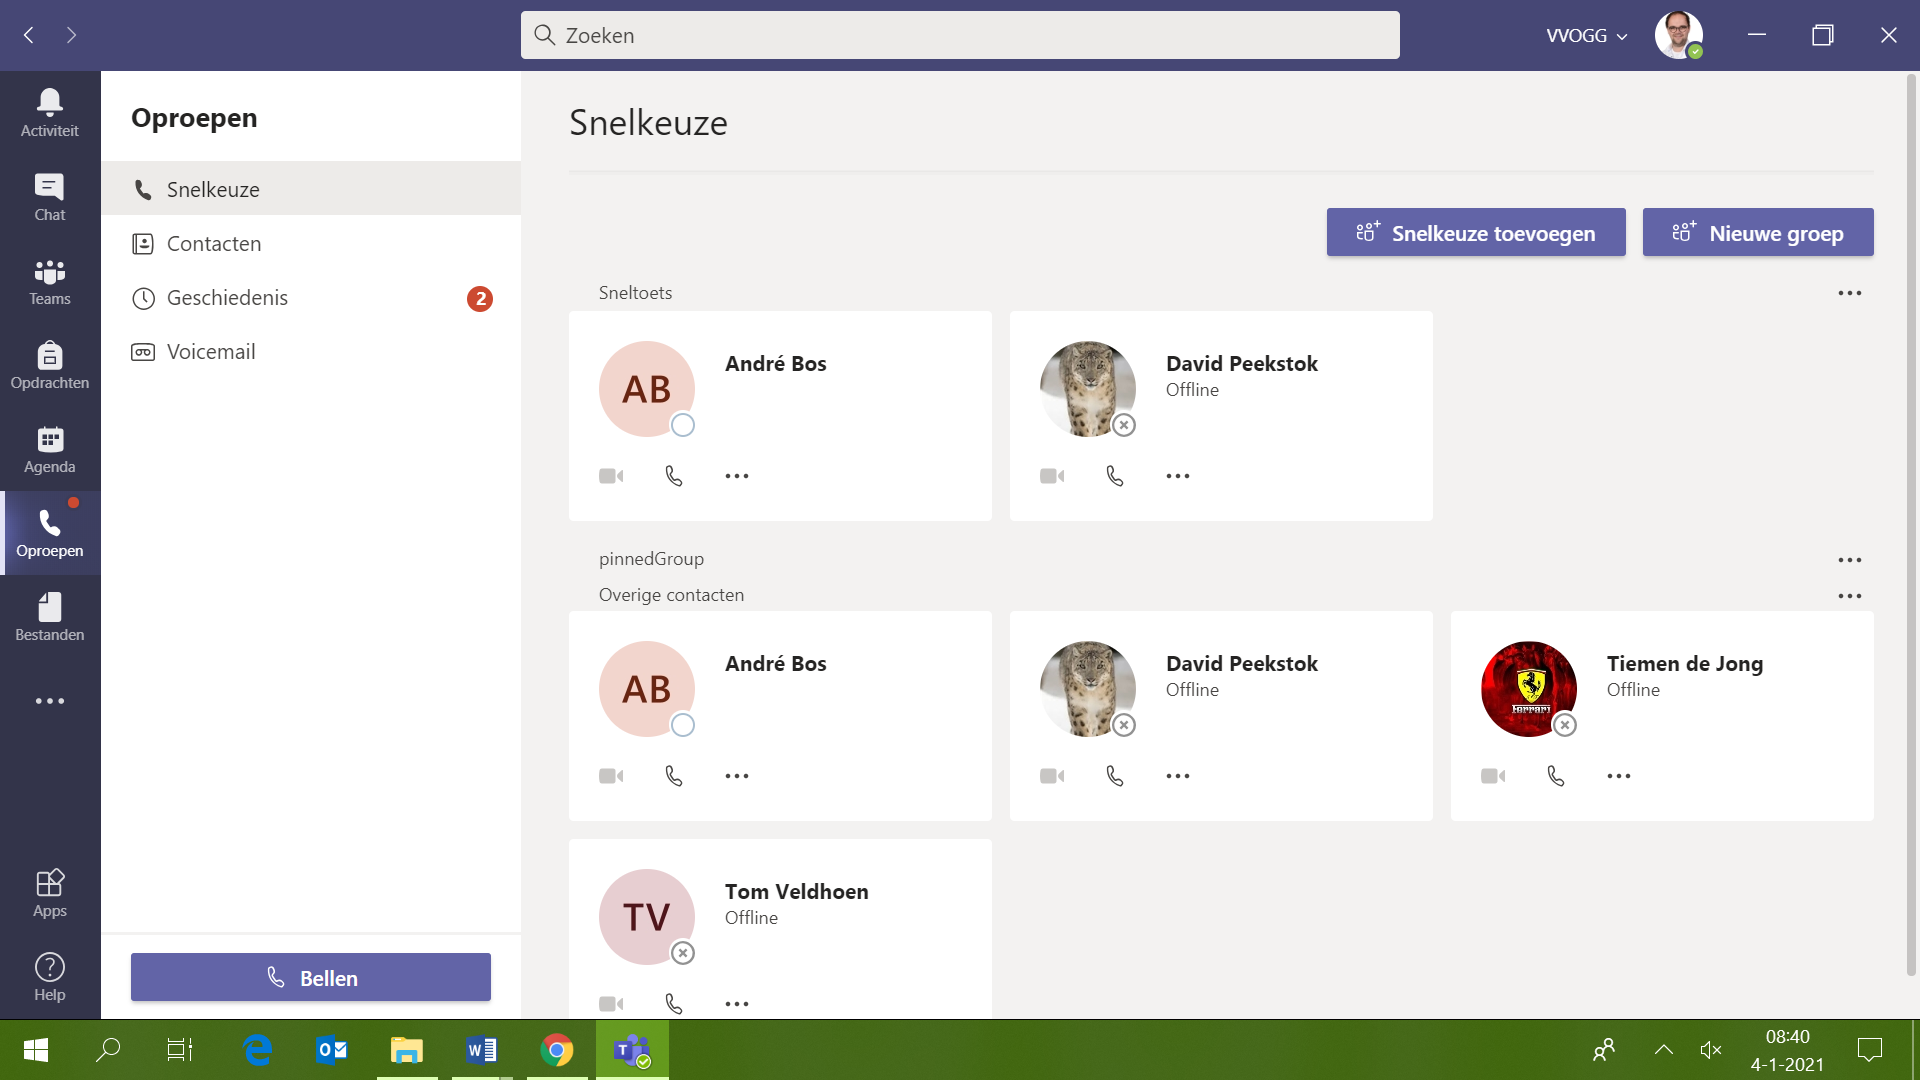 Zoeken
VVOGG
Activiteit
Chat
Teams
Opdrachten
Agenda
Oproepen
Bestanden
Apps
Help
Oproepen
Snelkeuze
Contacten
Geschiedenis 2
Voicemail
Bellen
Snelkeuze
Snelkeuze toevoegen
Nieuwe groep
Sneltoets
AB
André Bos
David Peekstok
Offline
pinnedGroup
Overige contacten
AB
André Bos
David Peekstok
Offline
Ferrari
Tiemen de Jong
Offline
TV
Tom Veldhoen
Offline
08:40
4-1-2021